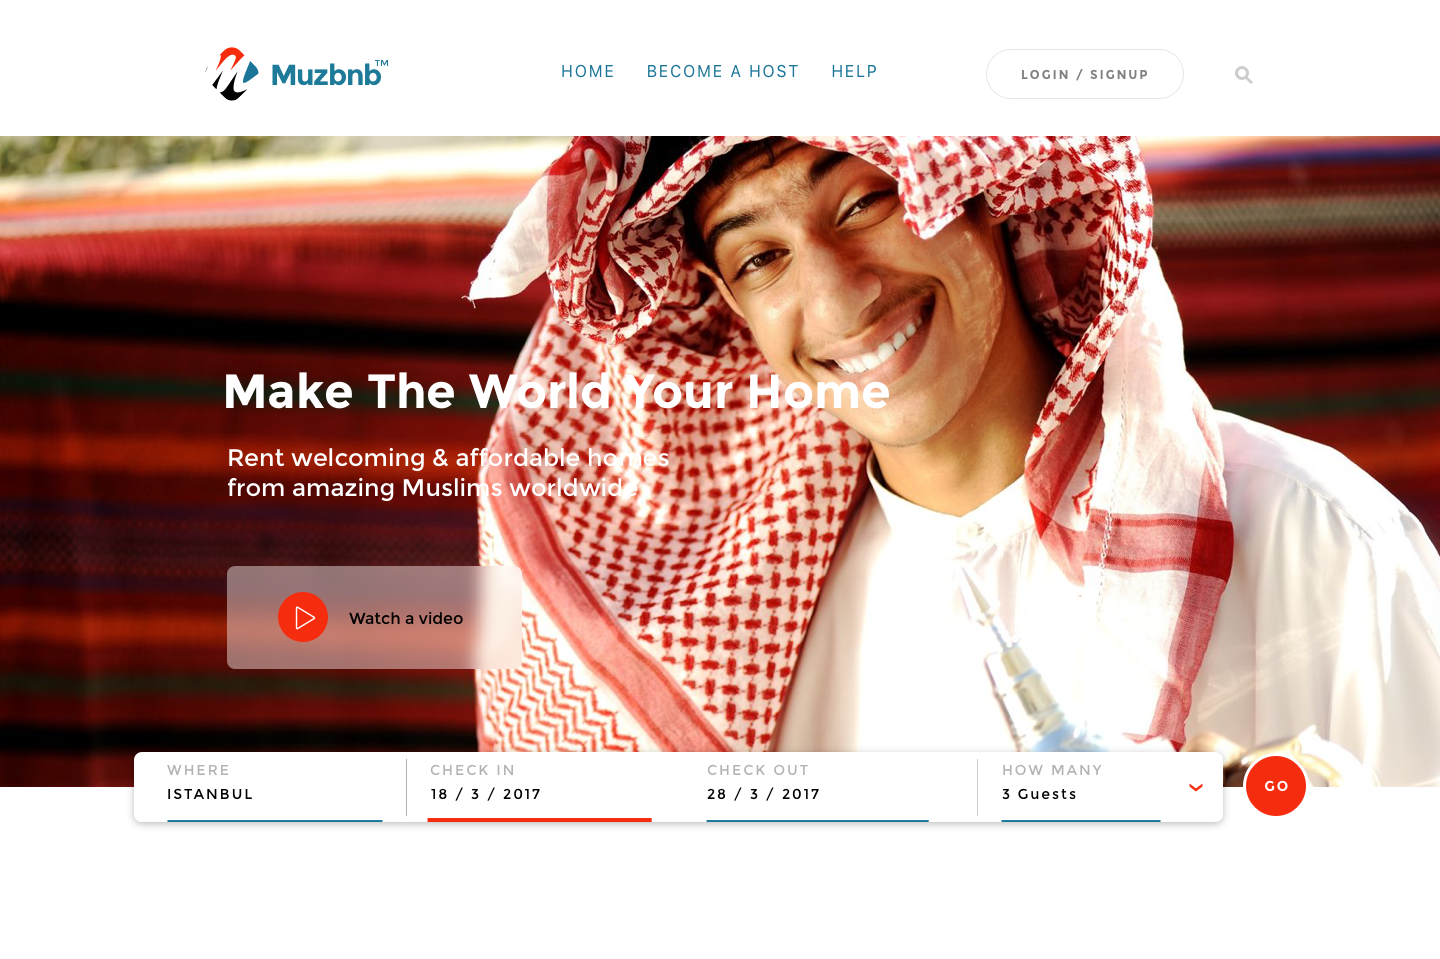 Muzbnb™
HOME BECOME A HOST HELP
LOGIN / SIGNUP
Make The World Your Home
Rent welcoming & affordable homes
from amazing Muslims worldwide.
Watch a video
WHERE CHECK IN CHECK OUT HOW MANY
ISTANBUL 18 / 3 / 2017 28 / 3 / 2017 3 Guests
GO